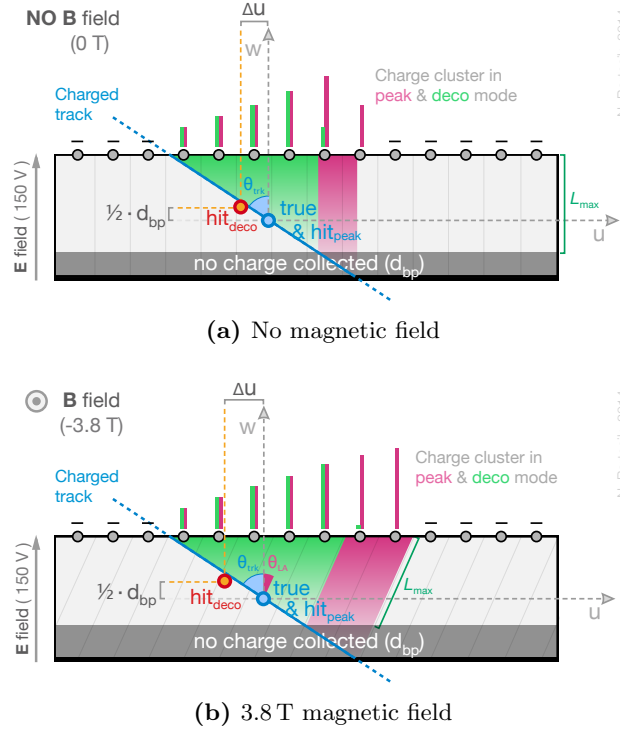 NO B field
(0 T)
Δu
w
Charged
track
Charge cluster in
peak & deco mode
E field ( 150 V )
θtrk
½ · dbp
hitdeco
true
& hitpeak
Lmax
u
no charge collected (dbp)
(a) No magnetic field
B field
(-3.8 T)
Δu
w
Charged
track
Charge cluster in
peak & deco mode
E field ( 150 V )
θtrk
θLA
½ · dbp
hitdeco
true
& hitpeak
Lmax
u
no charge collected (dbp)
(b) 3.8 T magnetic field